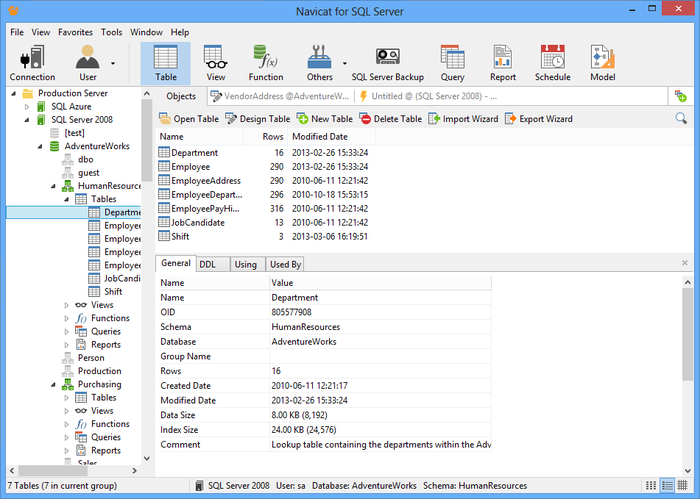 Navicat for SQL Server
File View Favorites Tools Window Help
Connection User Table View Function Others SQL Server Backup Query Report Schedule Model
Production Server
SQL Azure
SQL Server 2008
[test]
AdventureWorks
dbo
guest
HumanResources
Tables
Departme
Employee
Employee
Employee
Employee
JobCandi
Shift
Views
Functions
Queries
Reports
Person
Production
Purchasing
Tables
Views
Functions
Queries
Reports
Sales
Objects VendorAddress @AdventureW... Untitled @ (SQL Server 2008) - ...
Open Table Design Table New Table Delete Table Import Wizard Export Wizard
Name Rows Modified Date
Department 16 2013-02-26 15:33:24
Employee 290 2013-02-26 15:33:24
EmployeeAddress 290 2010-06-11 12:21:42
EmployeeDepar... 296 2010-10-18 15:53:15
EmployeePayHi... 316 2010-06-11 12:21:42
JobCandidate 13 2010-06-11 12:21:42
Shift 3 2013-03-06 16:19:51
General DDL Using Used By
Name Value
Name Department
OID 805577908
Schema HumanResources
Database AdventureWorks
Group Name
Rows 16
Created Date 2010-06-11 12:21:17
Modified Date 2013-02-26 15:33:24
Data Size 8.00 KB (8,192)
Index Size 24.00 KB (24,576)
Comment Lookup table containing the departments within the Adv
7 Tables (7 in current group) SQL Server 2008 User: sa Database: AdventureWorks Schema: HumanResources